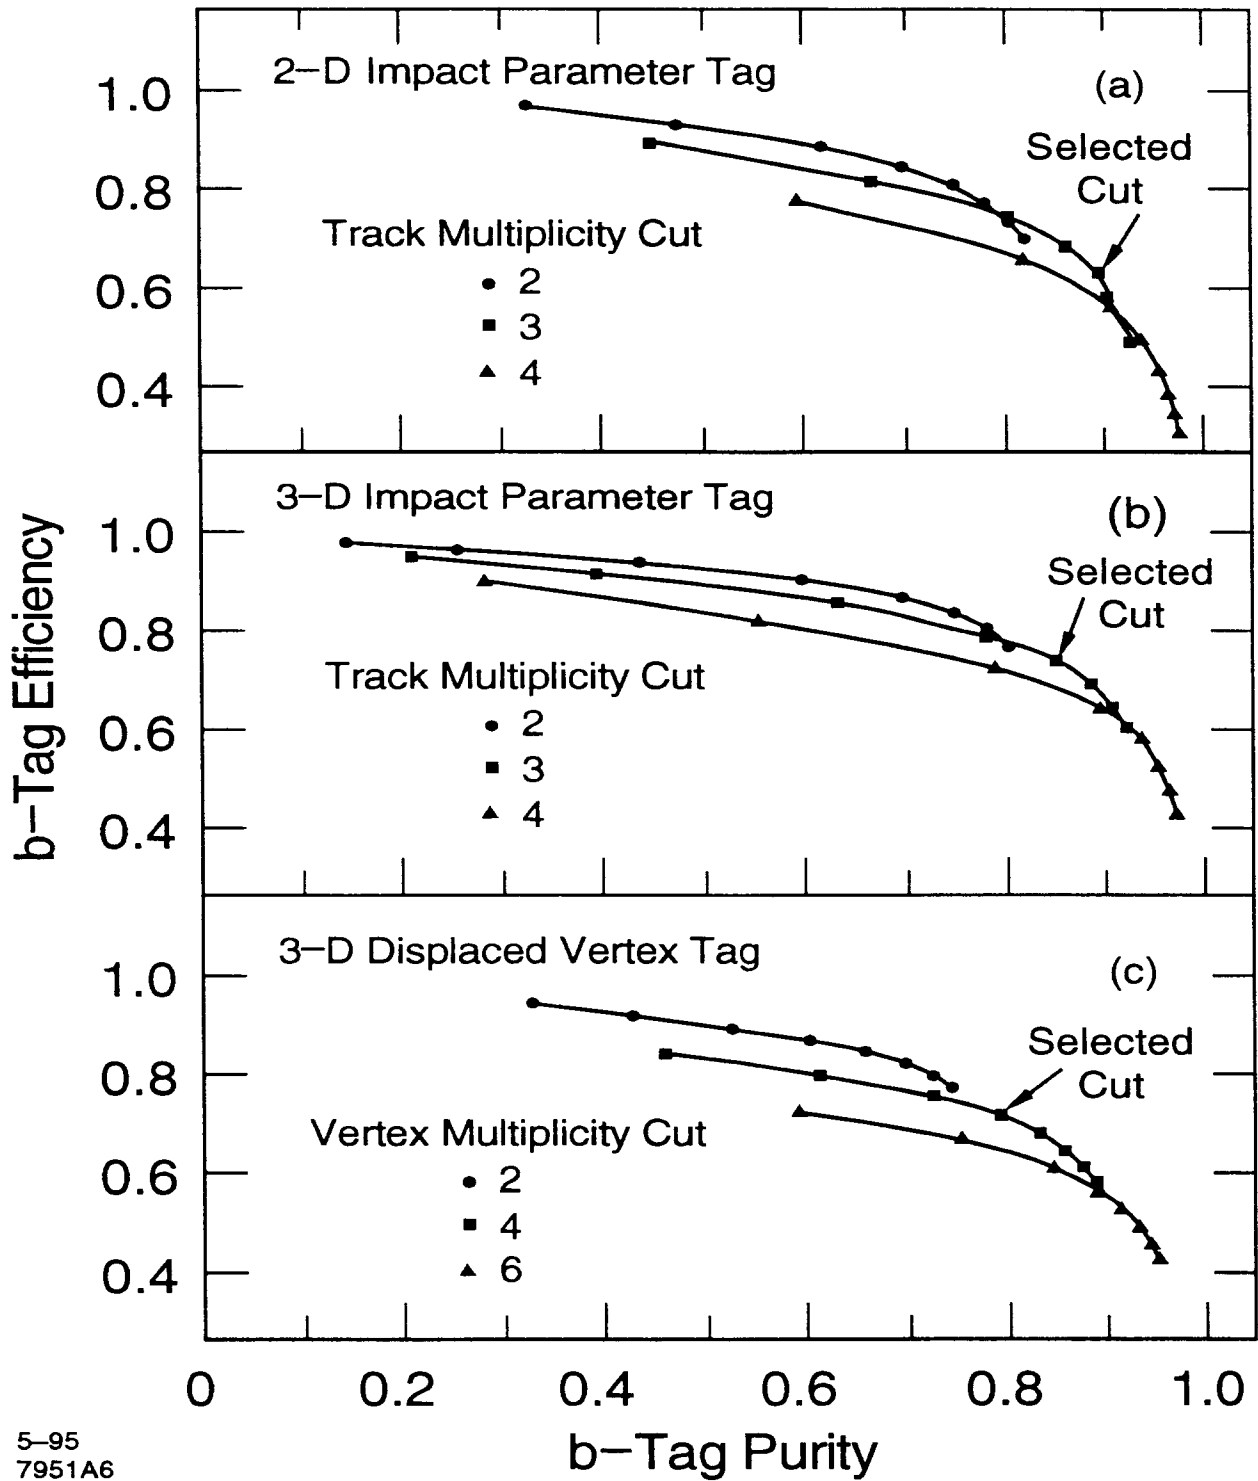 2-D Impact Parameter Tag
(a)
1.0
Selected
Cut
0.8
Track Multiplicity Cut
2
0.6
3
4
0.4
3-D Impact Parameter Tag
(b)
1.0
Selected
Cut
0.8
Track Multiplicity Cut
2
0.6
3
4
0.4
b-Tag Efficiency
3-D Displaced Vertex Tag
(c)
1.0
Selected
Cut
0.8
Vertex Multiplicity Cut
2
0.6
4
6
0.4
0 0.2 0.4 0.6 0.8 1.0
b-Tag Purity
5-95
7951A6